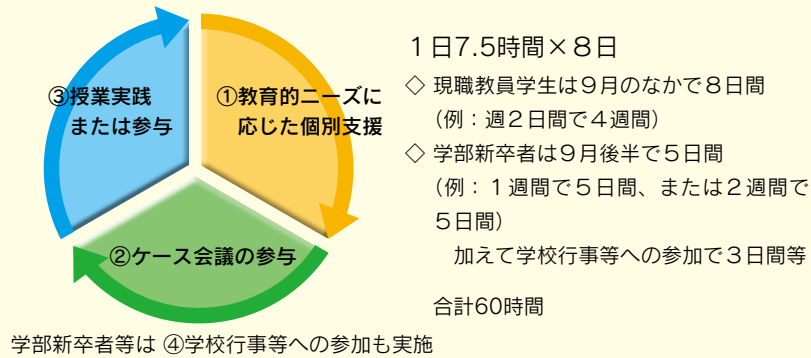 ③授業実践
または参与
①教育的ニーズに
応じた個別支援
②ケース会議の参与
学部新卒者等は ④学校行事等への参加も実施
１日7.5時間×８日
◇ 現職教員学生は９月のなかで８日間
（例：週２日間で４週間）
◇ 学部新卒者は９月後半で５日間
（例：１週間で５日間、または２週間で
５日間）
加えて学校行事等への参加で３日間等
合計60時間